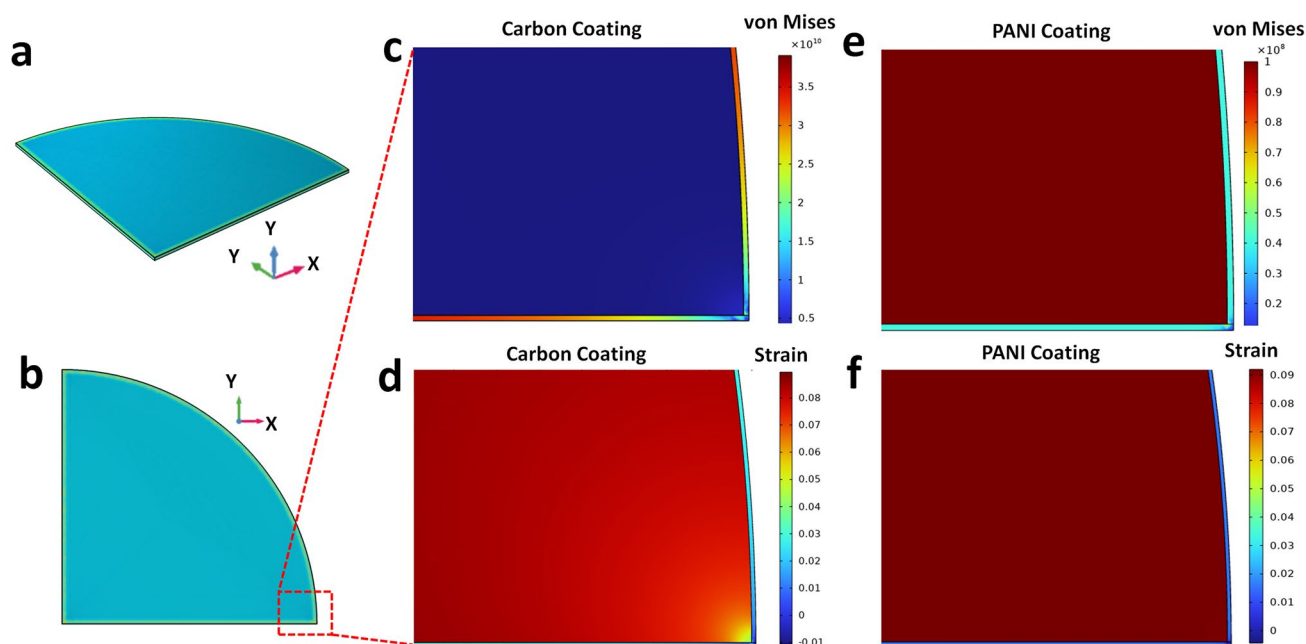 a
Y
Y
X
b
Y
X
c
Carbon Coating
von Mises
×10¹⁰
3.5
3
2.5
2
1.5
1
0.5
d
Carbon Coating
Strain
0.08
0.07
0.06
0.05
0.04
0.03
0.02
0.01
0
-0.01
e
PANI Coating
von Mises
×10⁸
1
0.9
0.8
0.7
0.6
0.5
0.4
0.3
0.2
f
PANI Coating
Strain
0.09
0.08
0.07
0.06
0.05
0.04
0.03
0.02
0.01
0